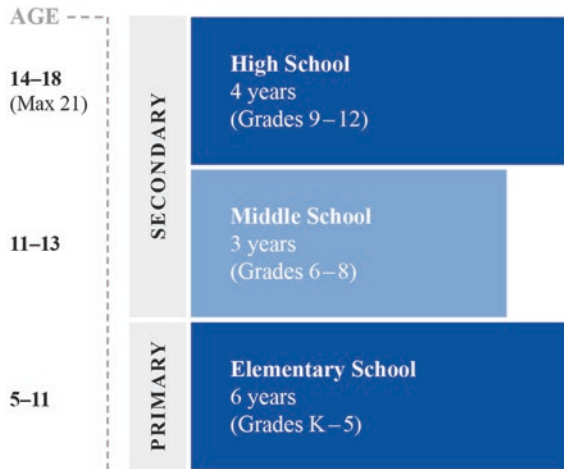 AGE
14–18
(Max 21)
SECONDARY
High School
4 years
(Grades 9–12)
11–13
Middle School
3 years
(Grades 6–8)
5–11
PRIMARY
Elementary School
6 years
(Grades K–5)